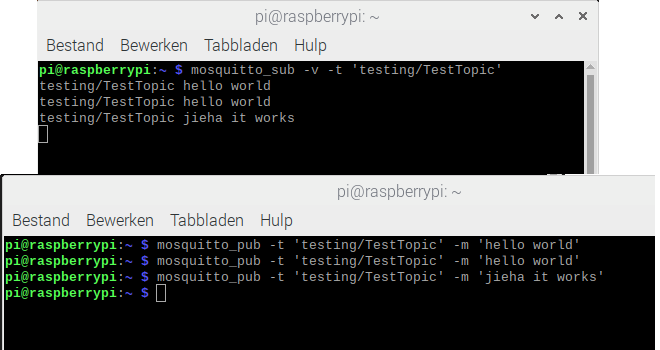 pi@raspberrypi: ~
Bestand Bewerken Tabbladen Hulp
pi@raspberrypi:~ $ mosquitto_sub -v -t 'testing/TestTopic'
testing/TestTopic hello world
testing/TestTopic hello world
testing/TestTopic jieha it works
pi@raspberrypi: ~
Bestand Bewerken Tabbladen Hulp
pi@raspberrypi:~ $ mosquitto_pub -t 'testing/TestTopic' -m 'hello world'
pi@raspberrypi:~ $ mosquitto_pub -t 'testing/TestTopic' -m 'hello world'
pi@raspberrypi:~ $ mosquitto_pub -t 'testing/TestTopic' -m 'jieha it works'
pi@raspberrypi:~ $